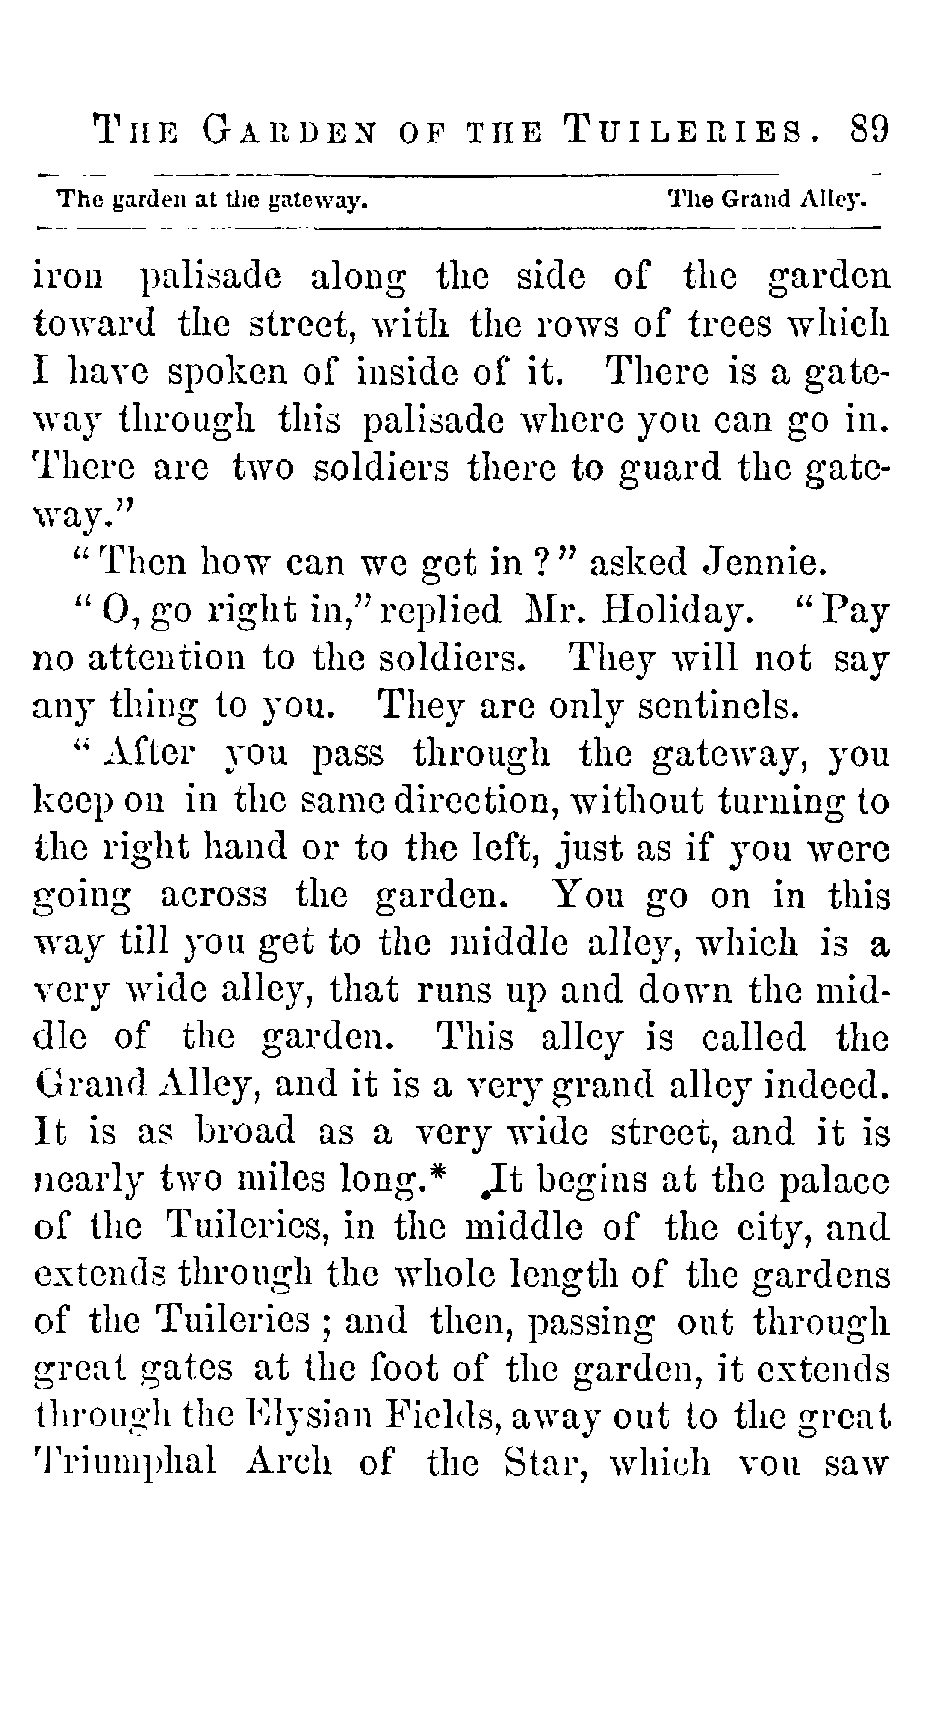 THE GARDEN OF THE TUILERIES. 89
The garden at the gateway. The Grand Alley.
iron palisade along the side of the garden
toward the street, with the rows of trees which
I have spoken of inside of it. There is a gate-
way through this palisade where you can go in.
There are two soldiers there to guard the gate-
way."
"Then how can we get in?" asked Jennie.
"O, go right in," replied Mr. Holiday. "Pay
no attention to the soldiers. They will not say
any thing to you. They are only sentinels.
"After you pass through the gateway, you
keep on in the same direction, without turning to
the right hand or to the left, just as if you were
going across the garden. You go on in this
way till you get to the middle alley, which is a
very wide alley, that runs up and down the mid-
dle of the garden. This alley is called the
Grand Alley, and it is a very grand alley indeed.
It is as broad as a very wide street, and it is
nearly two miles long.* It begins at the palace
of the Tuileries, in the middle of the city, and
extends through the whole length of the gardens
of the Tuileries; and then, passing out through
great gates at the foot of the garden, it extends
through the Elysian Fields, away out to the great
Triumphal Arch of the Star, which you saw